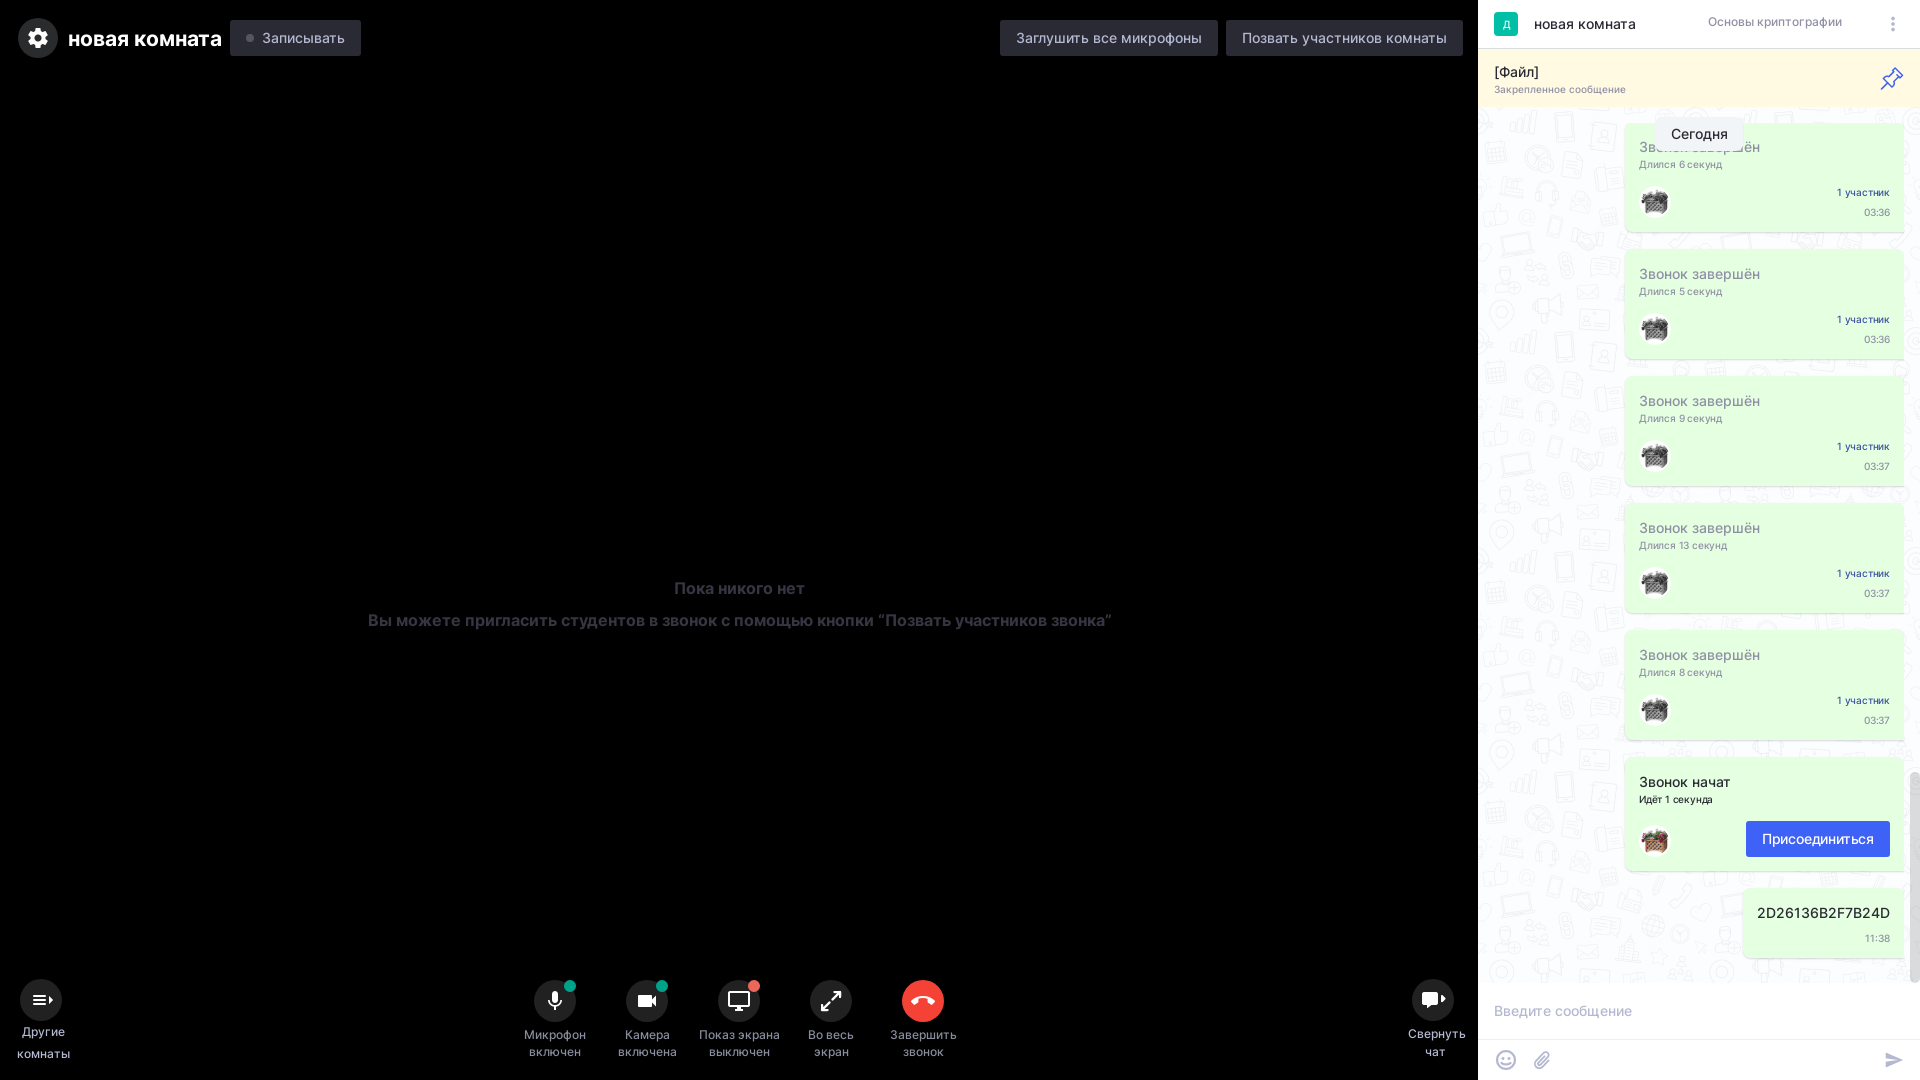 новая комната
Записывать
Заглушить все микрофоны
Позвать участников комнаты
Пока никого нет
Вы можете пригласить студентов в звонок с помощью кнопки “Позвать участников звонка”
Другие
комнаты
Микрофон
включен
Камера
включена
Показ экрана
выключен
Во весь
экран
Завершить
звонок
Свернуть
чат
Д
новая комната
Основы криптографии
[Файл]
Закрепленное сообщение
Сегодня
Звонок завершён
Длился 6 секунд
1 участник
03:36
Звонок завершён
Длился 5 секунд
1 участник
03:36
Звонок завершён
Длился 9 секунд
1 участник
03:37
Звонок завершён
Длился 13 секунд
1 участник
03:37
Звонок завершён
Длился 8 секунд
1 участник
03:37
Звонок начат
Идёт 1 секунда
Присоединиться
2D26136B2F7B24D
11:38
Введите сообщение